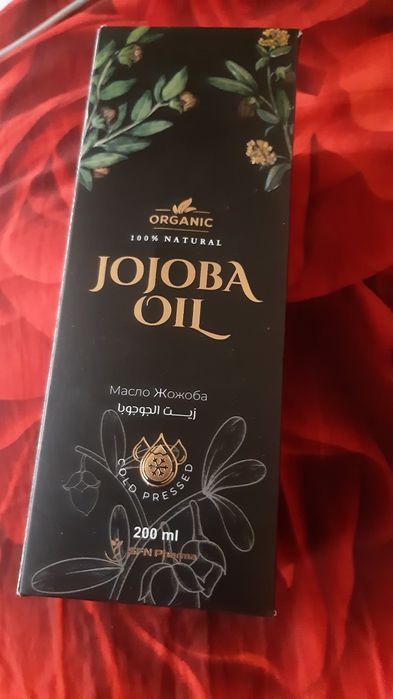 ORGANIC
100% NATURAL
JOJOBA
OIL
Масло Жожоба
زيت الجوجوبا
COLD PRESSED
200 ml
SFN Pharma